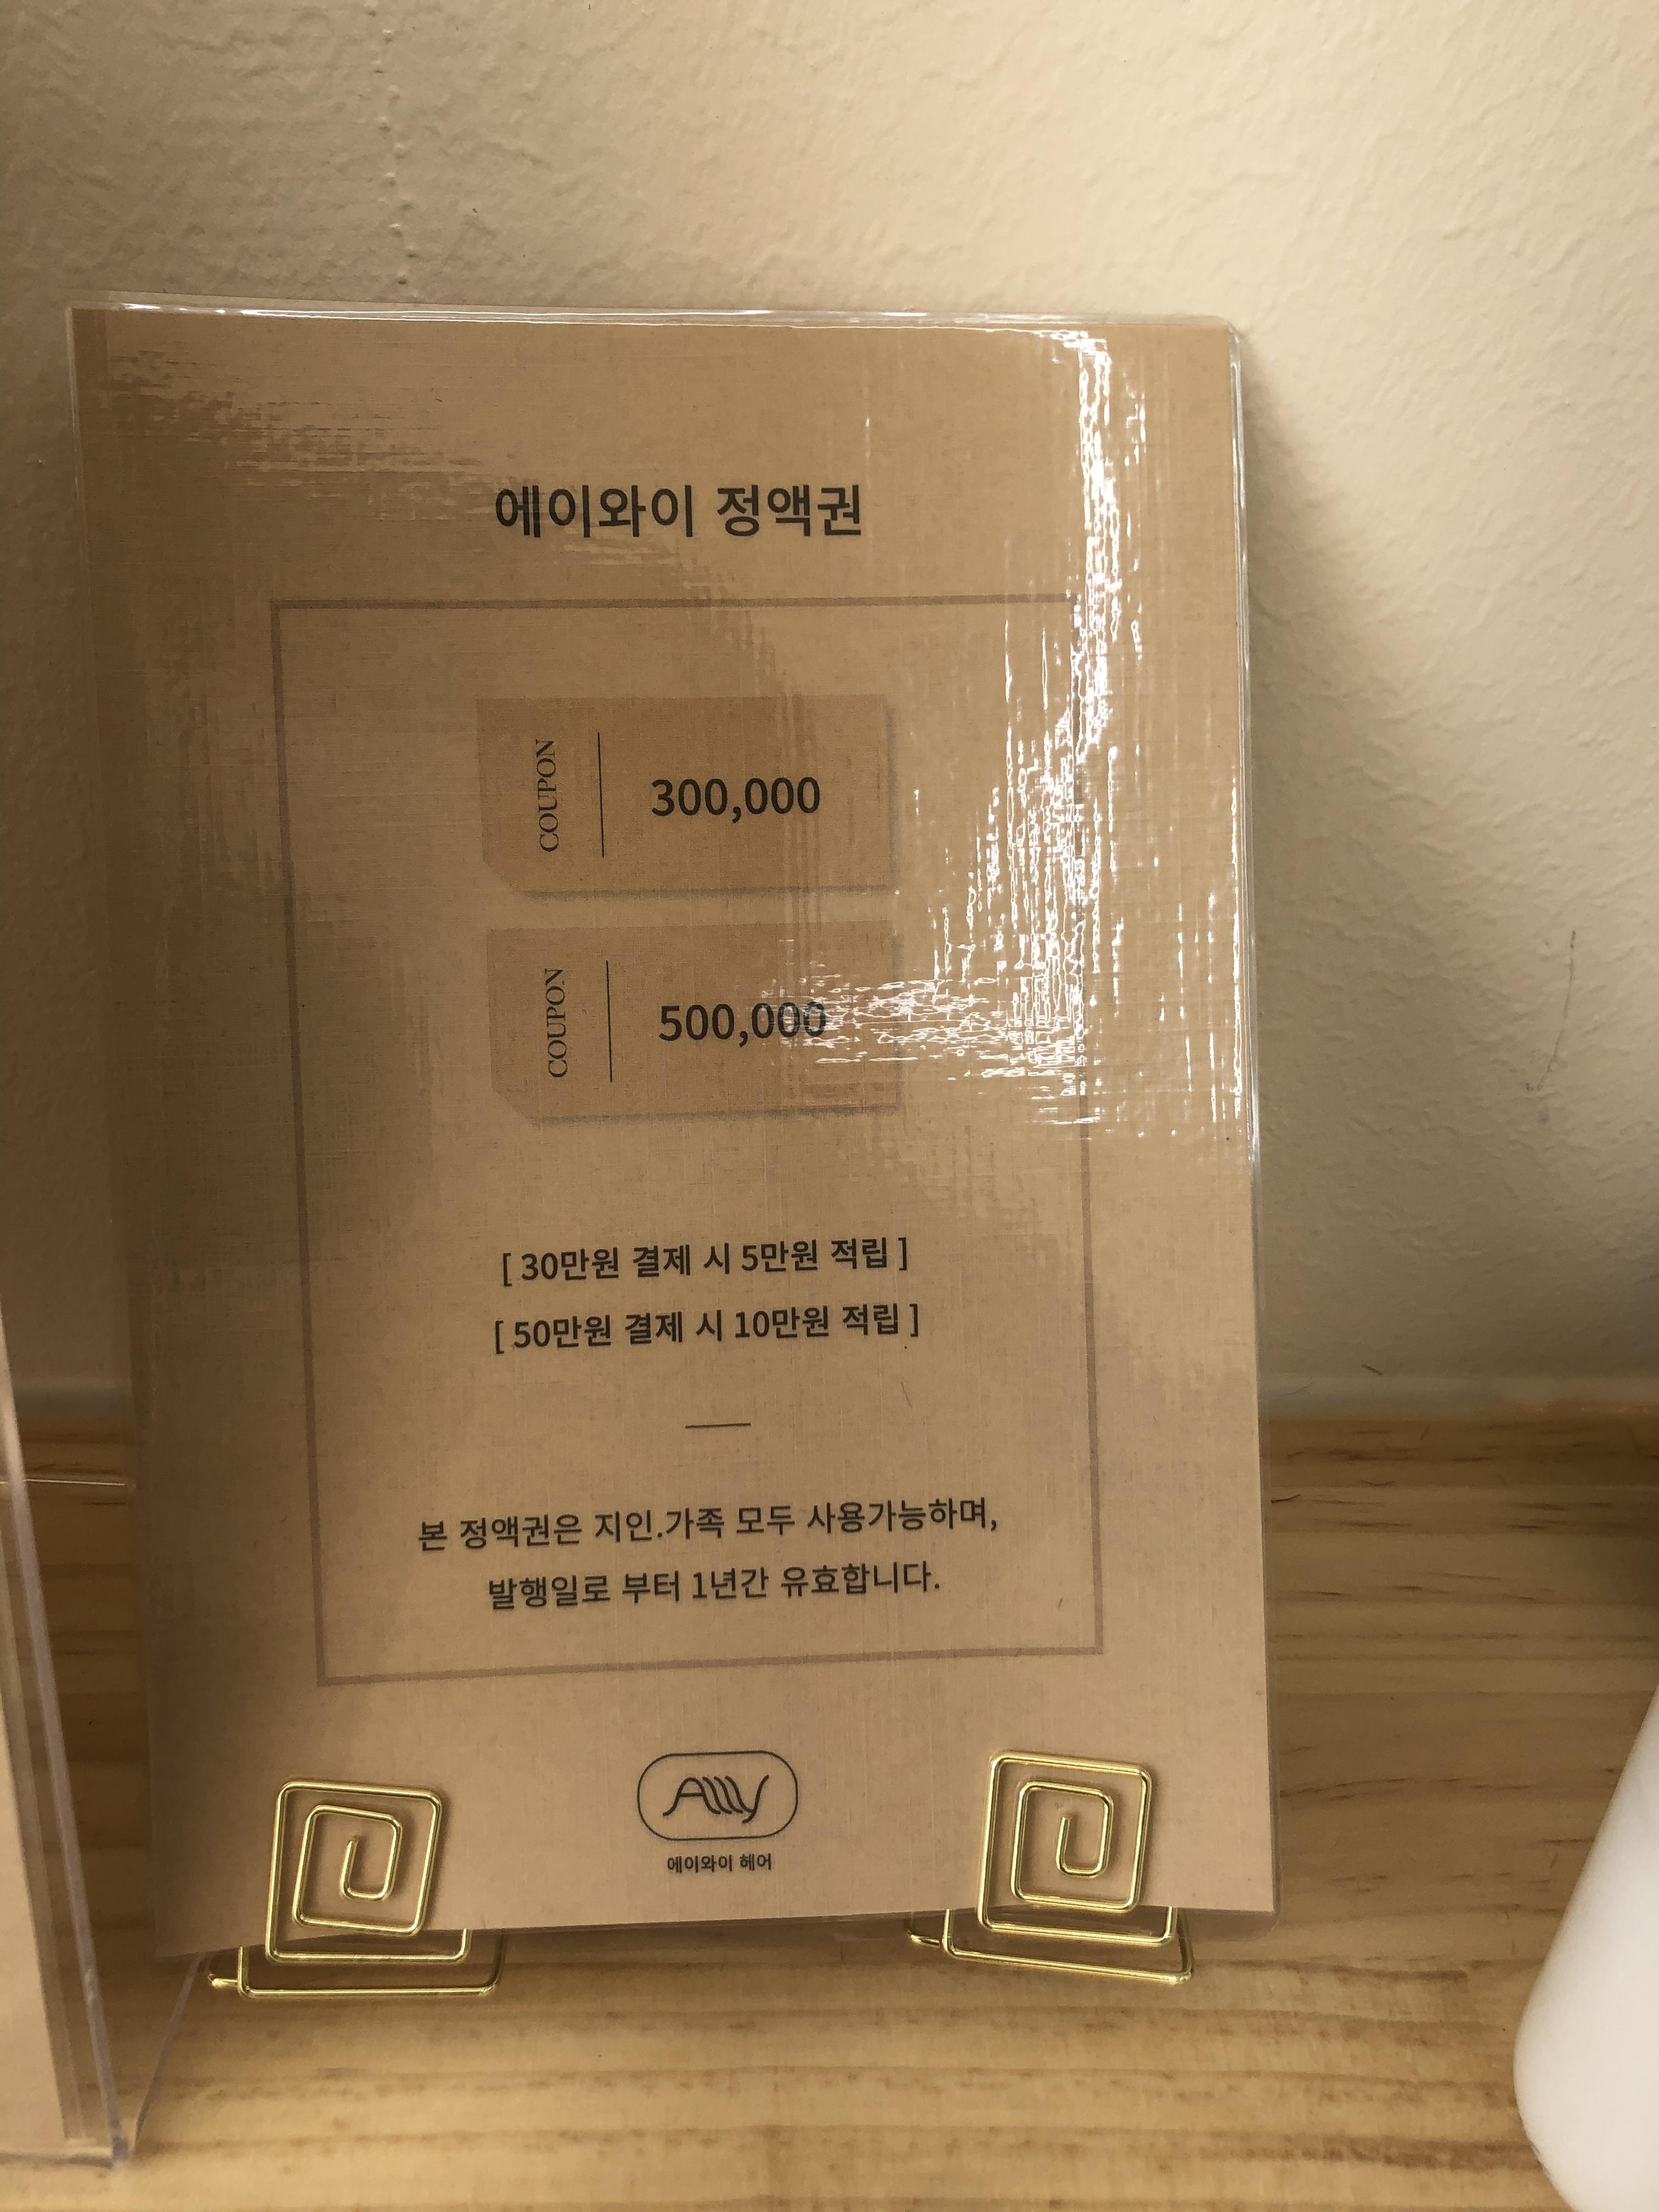 에이와이 정액권
COUPON
300,000
COUPON
500,000
[ 30만원 결제 시 5만원 적립 ]
[ 50만원 결제 시 10만원 적립 ]
본 정액권은 지인.가족 모두 사용가능하며,
발행일로 부터 1년간 유효합니다.
AY
에이와이 헤어